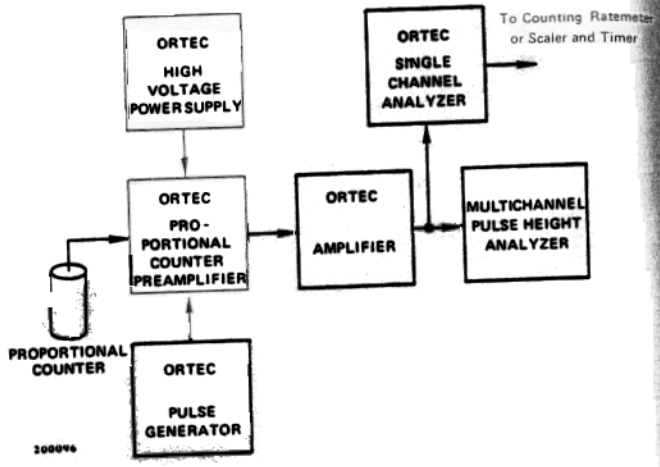 To Counting Ratemeter
or Scaler and Timer
ORTEC
HIGH
VOLTAGE
POWER SUPPLY
ORTEC
SINGLE
CHANNEL
ANALYZER
ORTEC
PRO -
PORTIONAL
COUNTER
PREAMPLIFIER
ORTEC
AMPLIFIER
MULTICHANNEL
PULSE HEIGHT
ANALYZER
PROPORTIONAL
COUNTER
ORTEC
PULSE
GENERATOR
200096